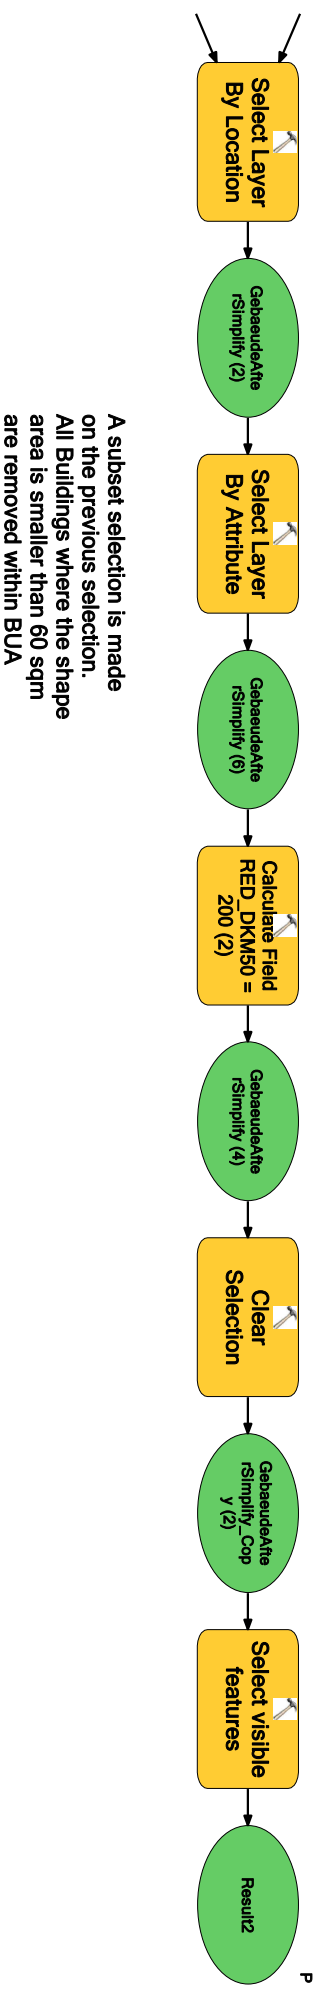 Select Layer
By Location
GebaeudeAfte
rSimplify (2)
Select Layer
By Attribute
GebaeudeAfte
rSimplify (6)
Calculate Field
RED_DKM50 =
200 (2)
GebaeudeAfte
rSimplify (4)
Clear
Selection
GebaeudeAfte
rSimplify_Cop
y (2)
Select visible
features
Result2
P
A subset selection is made
on the previous selection.
All Buildings where the shape
area is smaller than 60 sqm
are removed within BUA